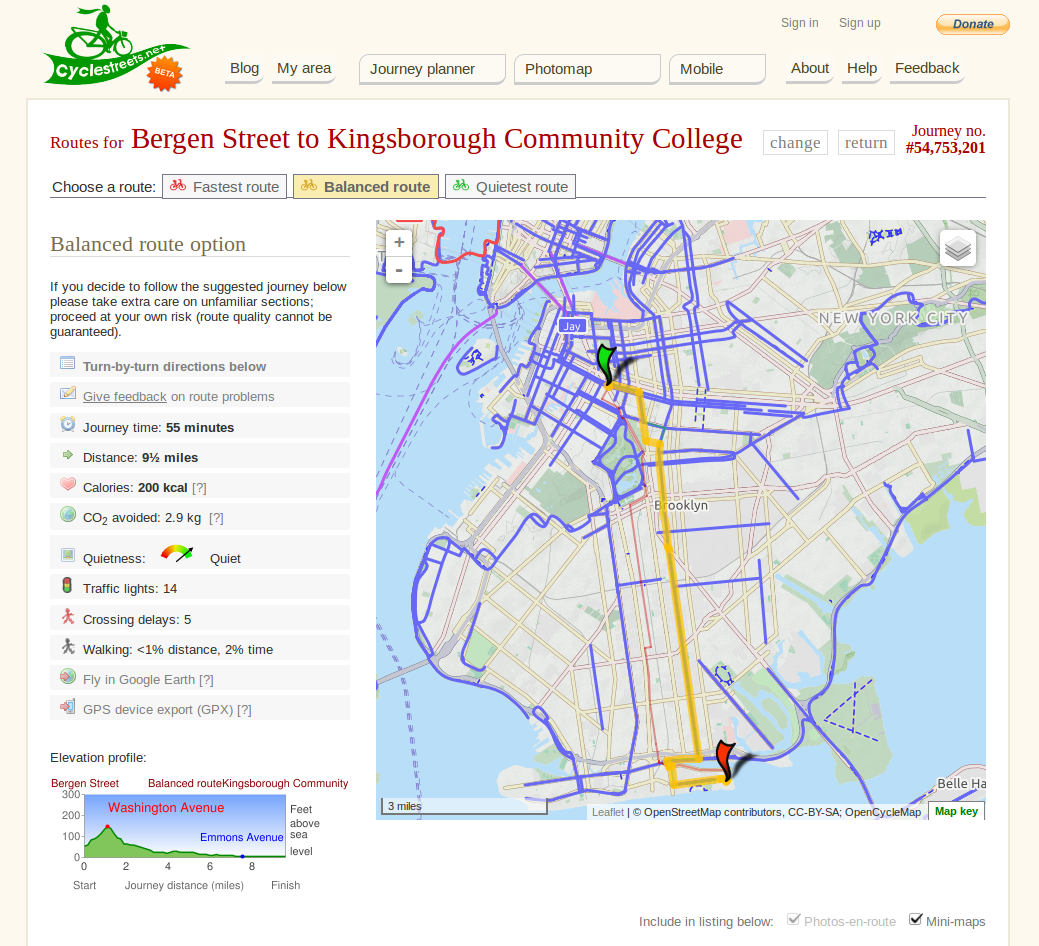 Cyclestreets.net
BETA
Sign in Sign up Donate
Blog My area Journey planner Photomap Mobile About Help Feedback
Routes for Bergen Street to Kingsborough Community College change return
Journey no.
#54,753,201
Choose a route: Fastest route Balanced route Quietest route
Balanced route option
If you decide to follow the suggested journey below
please take extra care on unfamiliar sections;
proceed at your own risk (route quality cannot be
guaranteed).
Turn-by-turn directions below
Give feedback on route problems
Journey time: 55 minutes
Distance: 9½ miles
Calories: 200 kcal [?]
CO2 avoided: 2.9 kg [?]
Quietness: Quiet
Traffic lights: 14
Crossing delays: 5
Walking: <1% distance, 2% time
Fly in Google Earth [?]
GPS device export (GPX) [?]
Elevation profile:
Bergen Street Balanced routeKingsborough Community
300
200
100
0
Washington Avenue
Emmons Avenue
Feet
above
sea
level
0 2 4 6 8
Start Journey distance (miles) Finish
+
-
Jay
NEW YORK CITY
Brooklyn
Belle Ha
3 miles
Leaflet | © OpenStreetMap contributors, CC-BY-SA; OpenCycleMap
Map key
Include in listing below: Photos-en-route Mini-maps